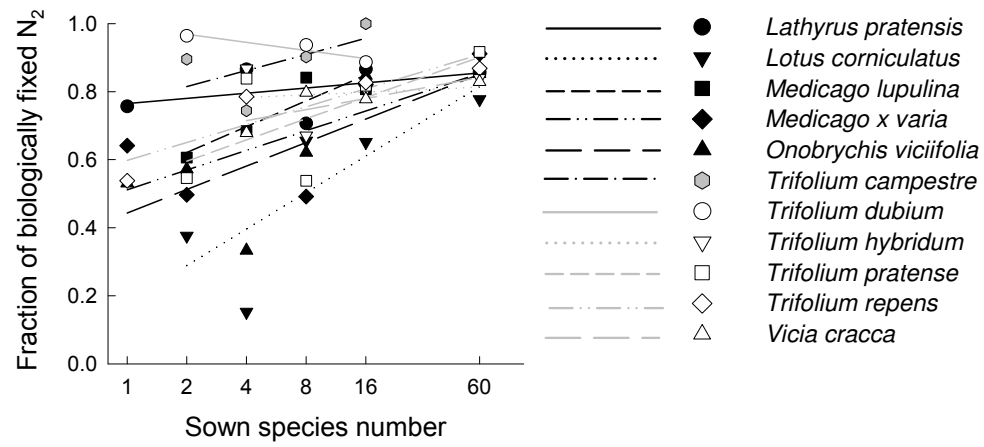 Fraction of biologically fixed N2
1.0
0.8
0.6
0.4
0.2
0.0
1 2 4 8 16 60
Sown species number
Lathyrus pratensis
Lotus corniculatus
Medicago lupulina
Medicago x varia
Onobrychis viciifolia
Trifolium campestre
Trifolium dubium
Trifolium hybridum
Trifolium pratense
Trifolium repens
Vicia cracca